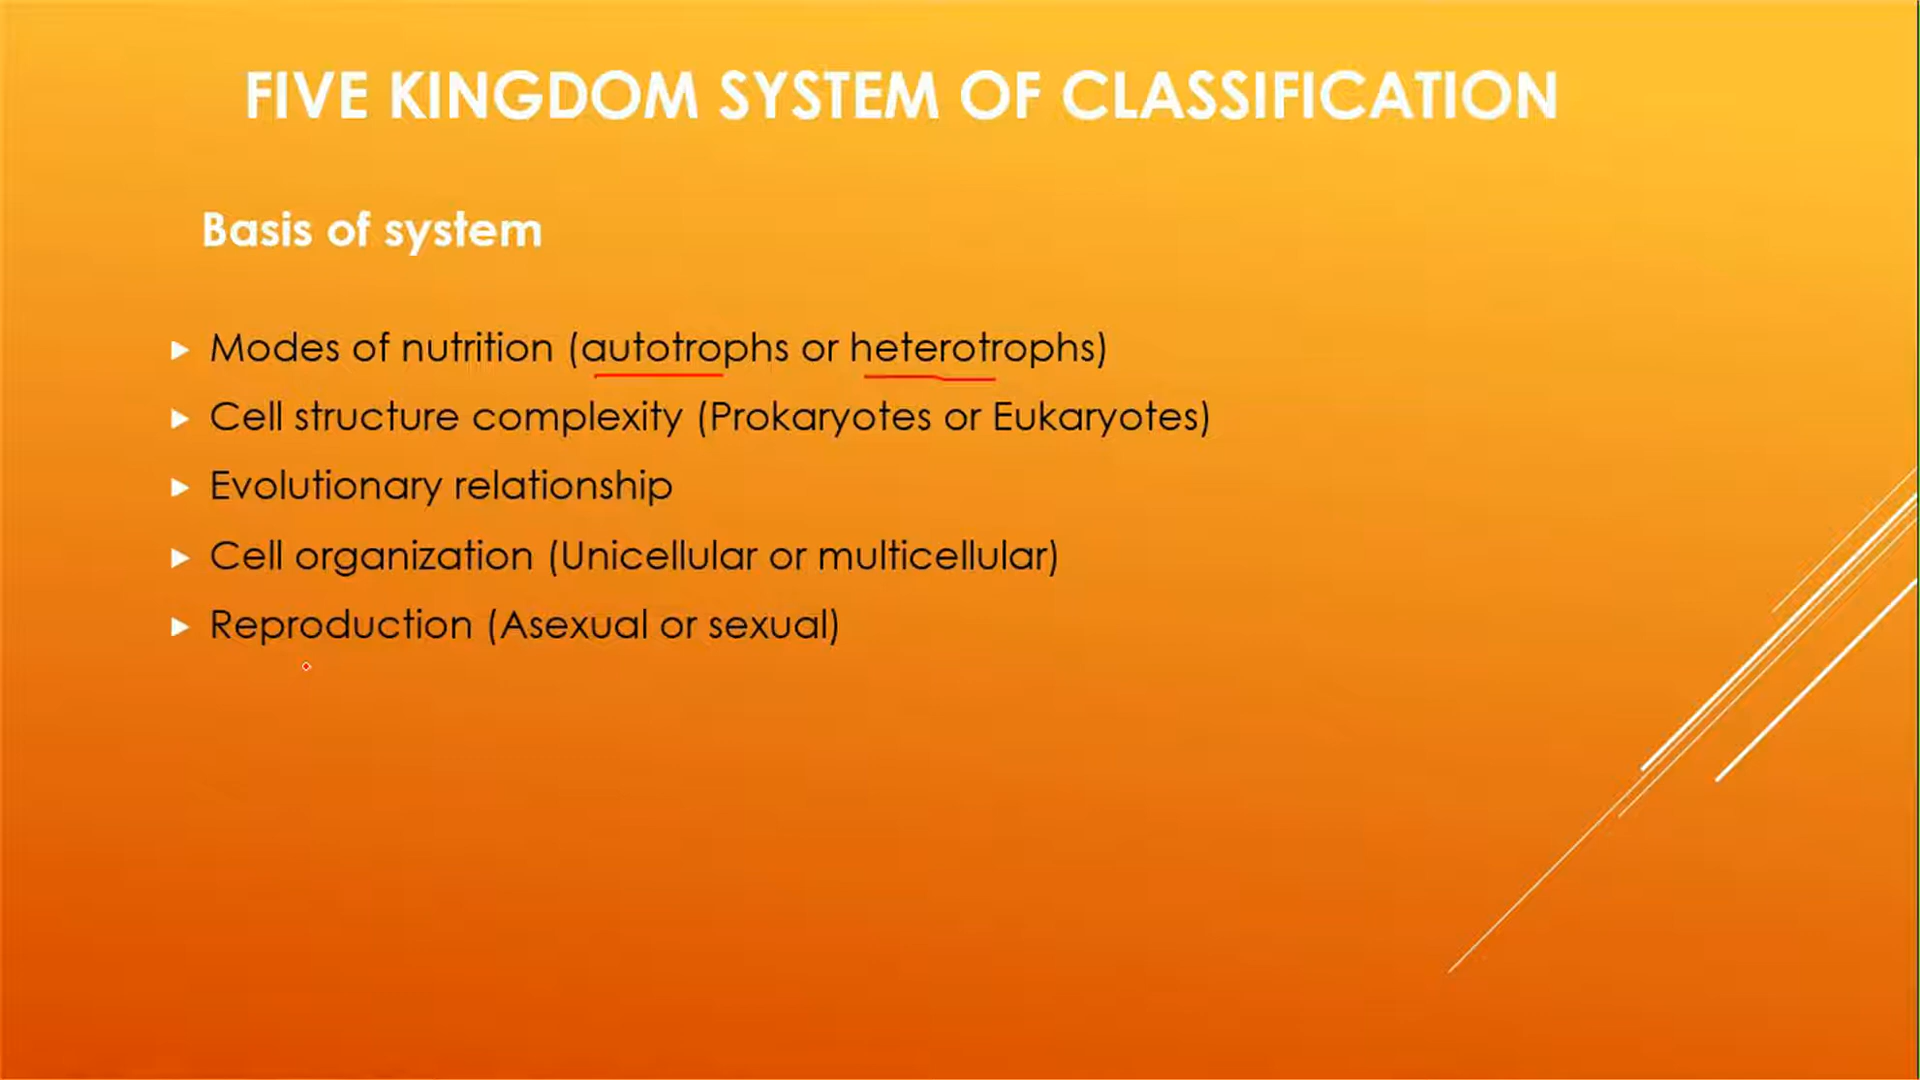 FIVE KINGDOM SYSTEM OF CLASSIFICATION
Basis of system
Modes of nutrition (autotrophs or heterotrophs)
Cell structure complexity (Prokaryotes or Eukaryotes)
Evolutionary relationship
Cell organization (Unicellular or multicellular)
Reproduction (Asexual or sexual)